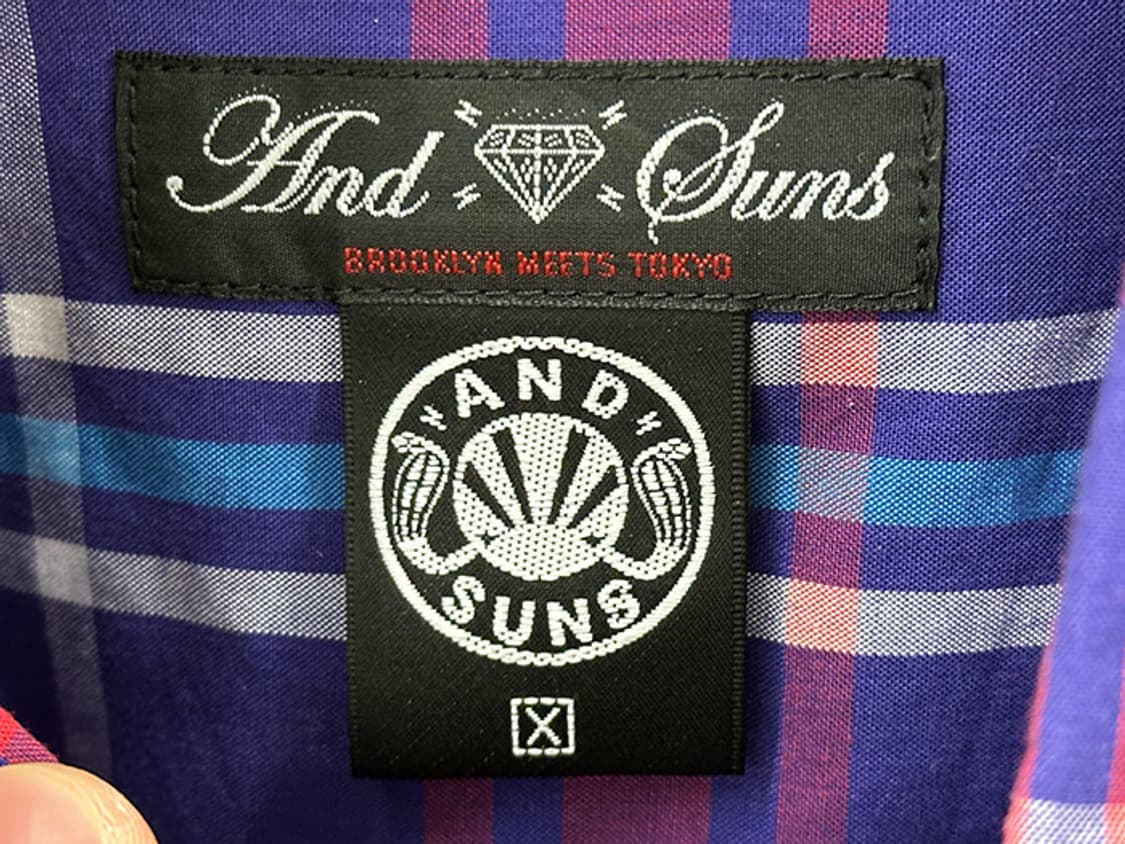 And Suns
BROOKLYN MEETS TOKYO
AND
SUNS
X